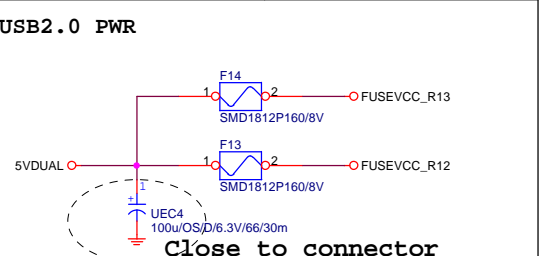 USB2.0 PWR
F14
1
2
FUSEVCC_R13
SMD1812P160/8V
F13
5VDUAL
1
2
FUSEVCC_R12
SMD1812P160/8V
1
+
UEC4
100u/OS/D/6.3V/66/30m
Close to connector